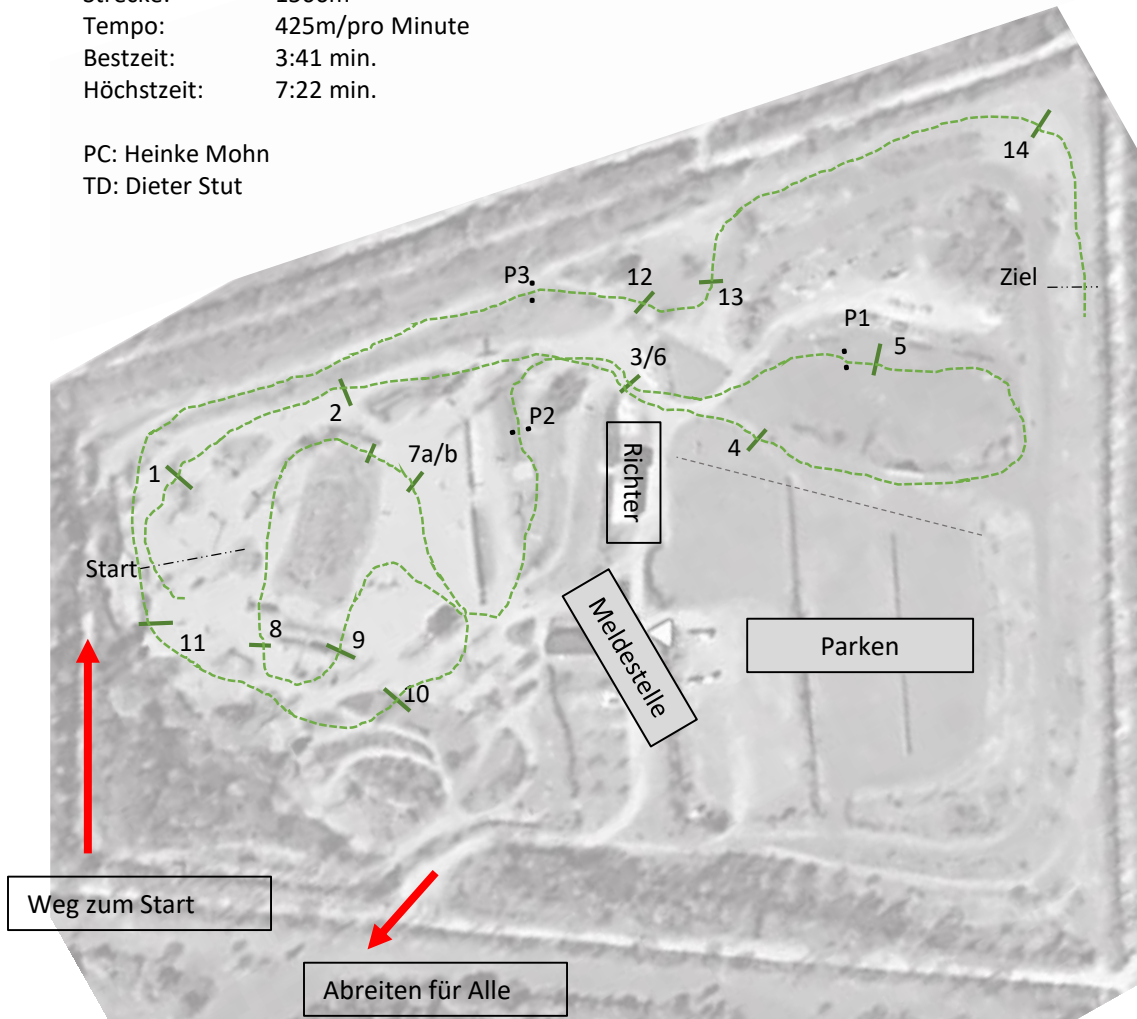 Strecke:
Tempo: 425m/pro Minute
Bestzeit: 3:41 min.
Höchstzeit: 7:22 min.
PC: Heinke Mohn
TD: Dieter Stut
14
P3
12
13
Ziel
P1
5
3/6
2
P2
4
7a/b
1
Richter
Start
8
9
11
10
Meldestelle
Parken
Weg zum Start
Abreiten für Alle